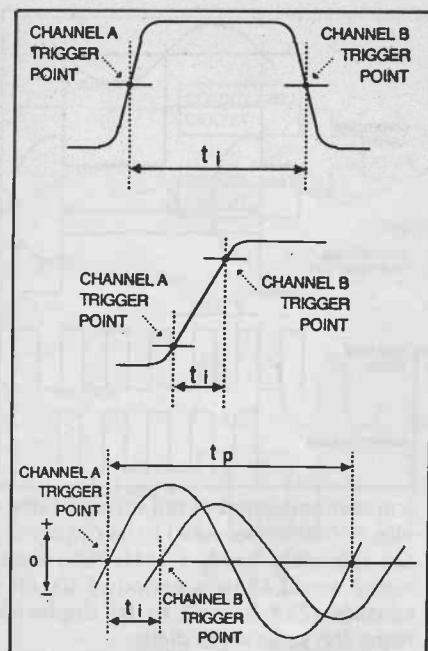 CHANNEL A
TRIGGER
POINT
CHANNEL B
TRIGGER
POINT
t i
CHANNEL A
TRIGGER
POINT
CHANNEL B
TRIGGER
POINT
t i
CHANNEL A
TRIGGER
POINT
t p
+
0
-
t i
CHANNEL B
TRIGGER
POINT